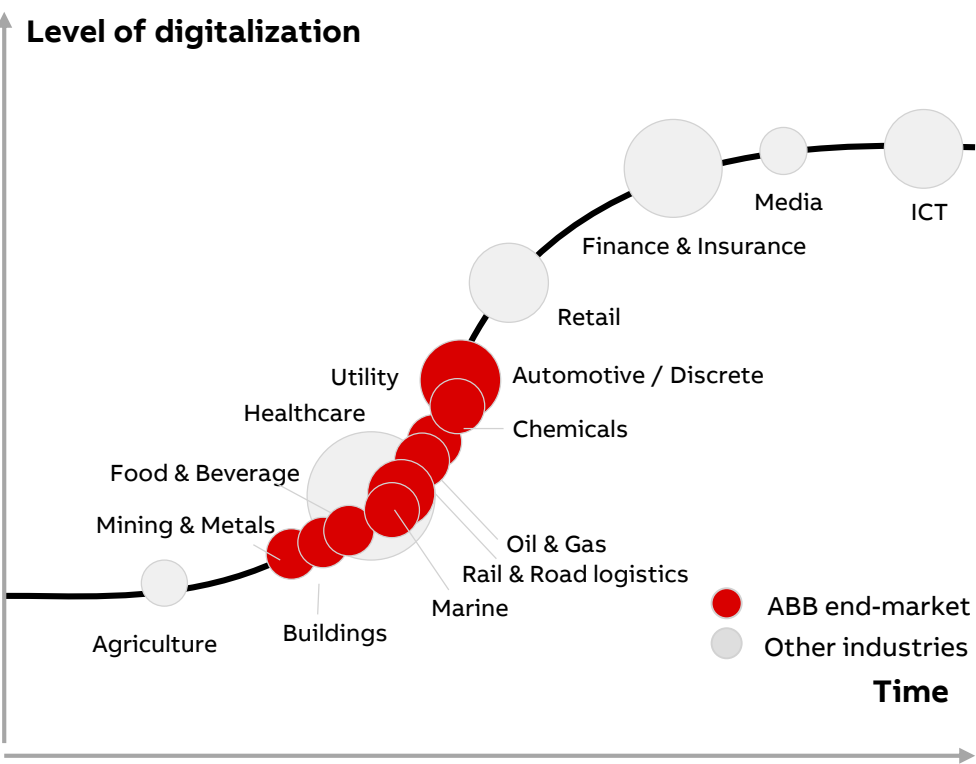 Level of digitalization
Media
ICT
Finance & Insurance
Retail
Utility
Automotive / Discrete
Healthcare
Chemicals
Food & Beverage
Mining & Metals
Oil & Gas
Rail & Road logistics
Marine
Buildings
Agriculture
ABB end-market
Other industries
Time